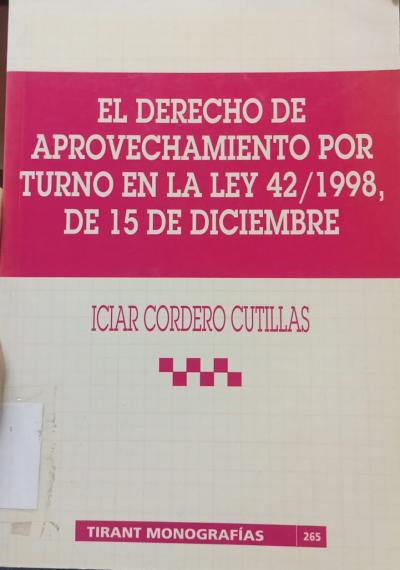 EL DERECHO DE
APROVECHAMIENTO POR
TURNO EN LA LEY 42/1998,
DE 15 DE DICIEMBRE
ICIAR CORDERO CUTILLAS
TIRANT MONOGRAFÍAS 265